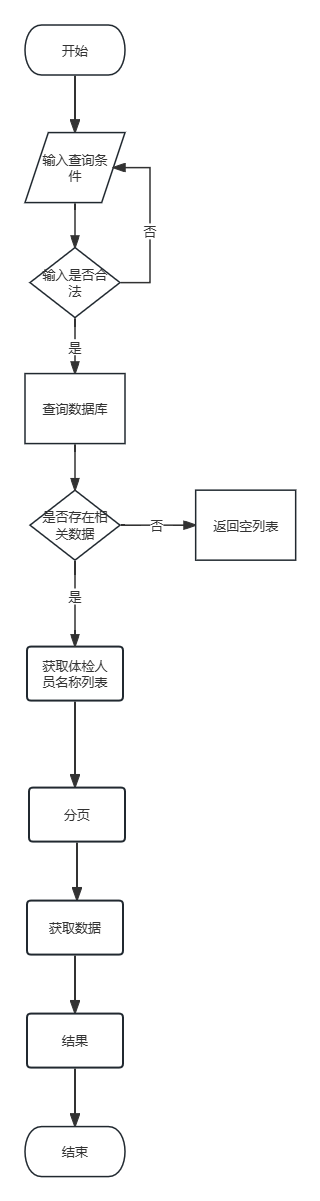 开始
输入查询条
件
否
输入是否合
法
是
查询数据库
是否存在相
关数据
否
返回空列表
是
获取体检人
员名称列表
分页
获取数据
结果
结束